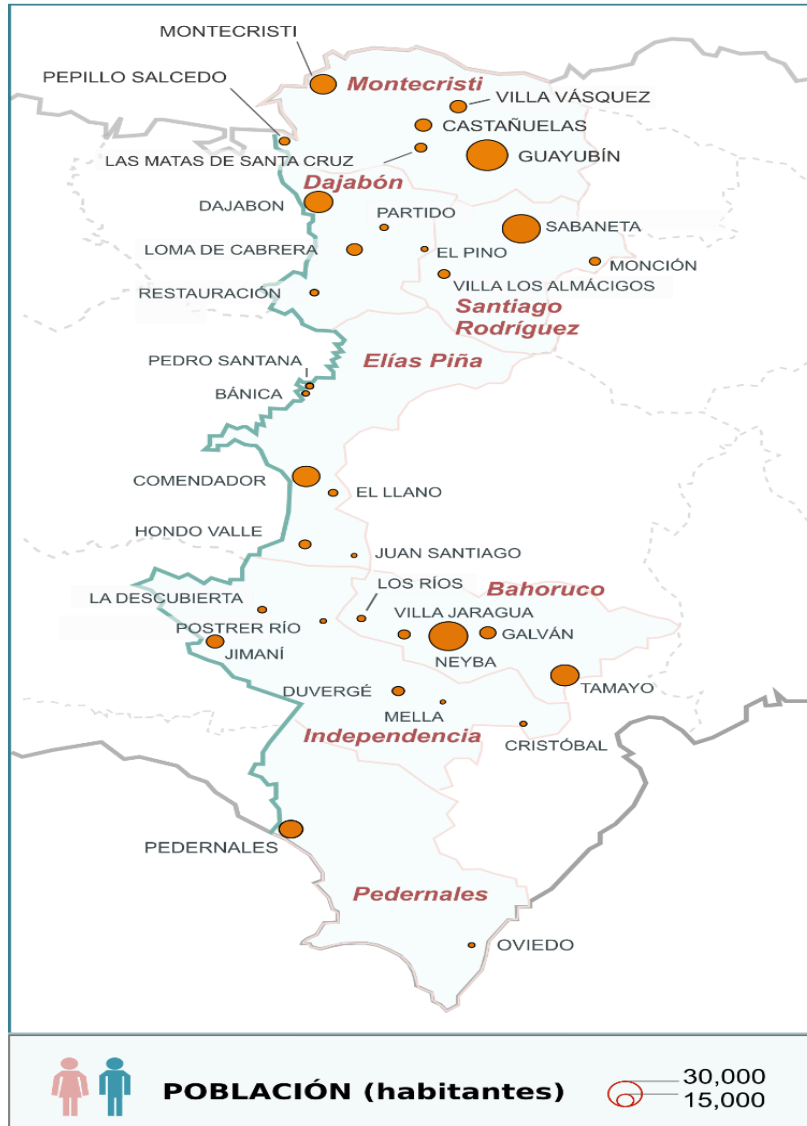 MONTECRISTI
PEPILLO SALCEDO
Montecristi
VILLA VÁSQUEZ
CASTAÑUELAS
LAS MATAS DE SANTA CRUZ
GUAYUBÍN
Dajabón
DAJABON
PARTIDO
SABANETA
LOMA DE CABRERA
EL PINO
MONCIÓN
VILLA LOS ALMÁCIGOS
RESTAURACIÓN
Santiago
Rodríguez
PEDRO SANTANA
Elías Piña
BÁNICA
COMENDADOR
EL LLANO
HONDO VALLE
JUAN SANTIAGO
LOS RÍOS
Bahoruco
LA DESCUBIERTA
VILLA JARAGUA
POSTRER RÍO
GALVÁN
JIMANÍ
NEYBA
DUVERGÉ
TAMAYO
MELLA
Independencia
CRISTÓBAL
PEDERNALES
Pedernales
OVIEDO
POBLACIÓN (habitantes)
30,000
15,000